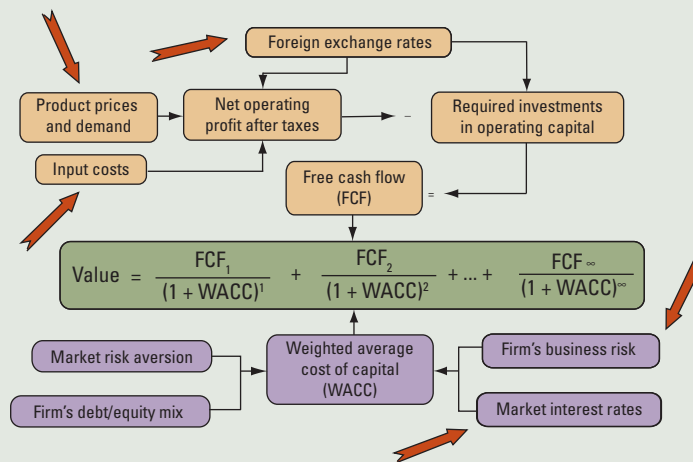 Foreign exchange rates
Product prices
and demand
Net operating
profit after taxes
–
Required investments
in operating capital
Input costs
Free cash flow
(FCF)
=
Value = FCF₁ / (1 + WACC)¹ + FCF₂ / (1 + WACC)² + ... + FCF∞ / (1 + WACC)∞
Market risk aversion
Weighted average
cost of capital
(WACC)
Firm's business risk
Firm's debt/equity mix
Market interest rates